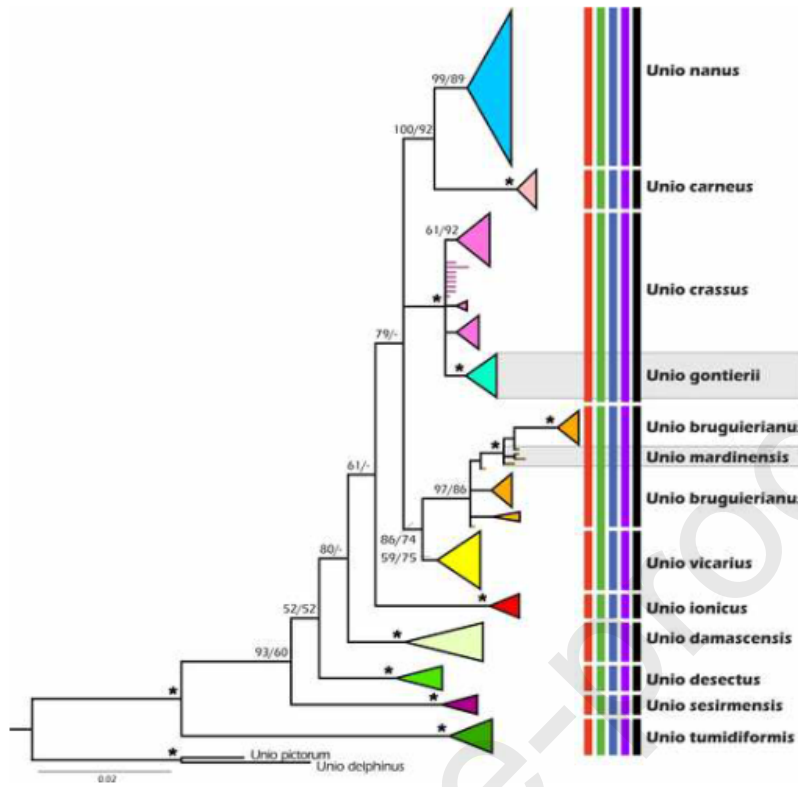 99/89
Unio nanus
100/92
*
Unio carneus
61/92
Unio crassus
*
79/-
*
Unio gontierii
*
Unio bruguierianus
*
Unio mardinensis
97/86
Unio bruguierianus
86/74
59/75
Unio vicarius
61/-
80/-
*
Unio ionicus
52/52
*
Unio damascensis
93/60
*
Unio desectus
*
Unio sesirmensis
*
*
Unio tumidiformis
*
Unio pictorum
Unio delphinus
0.02